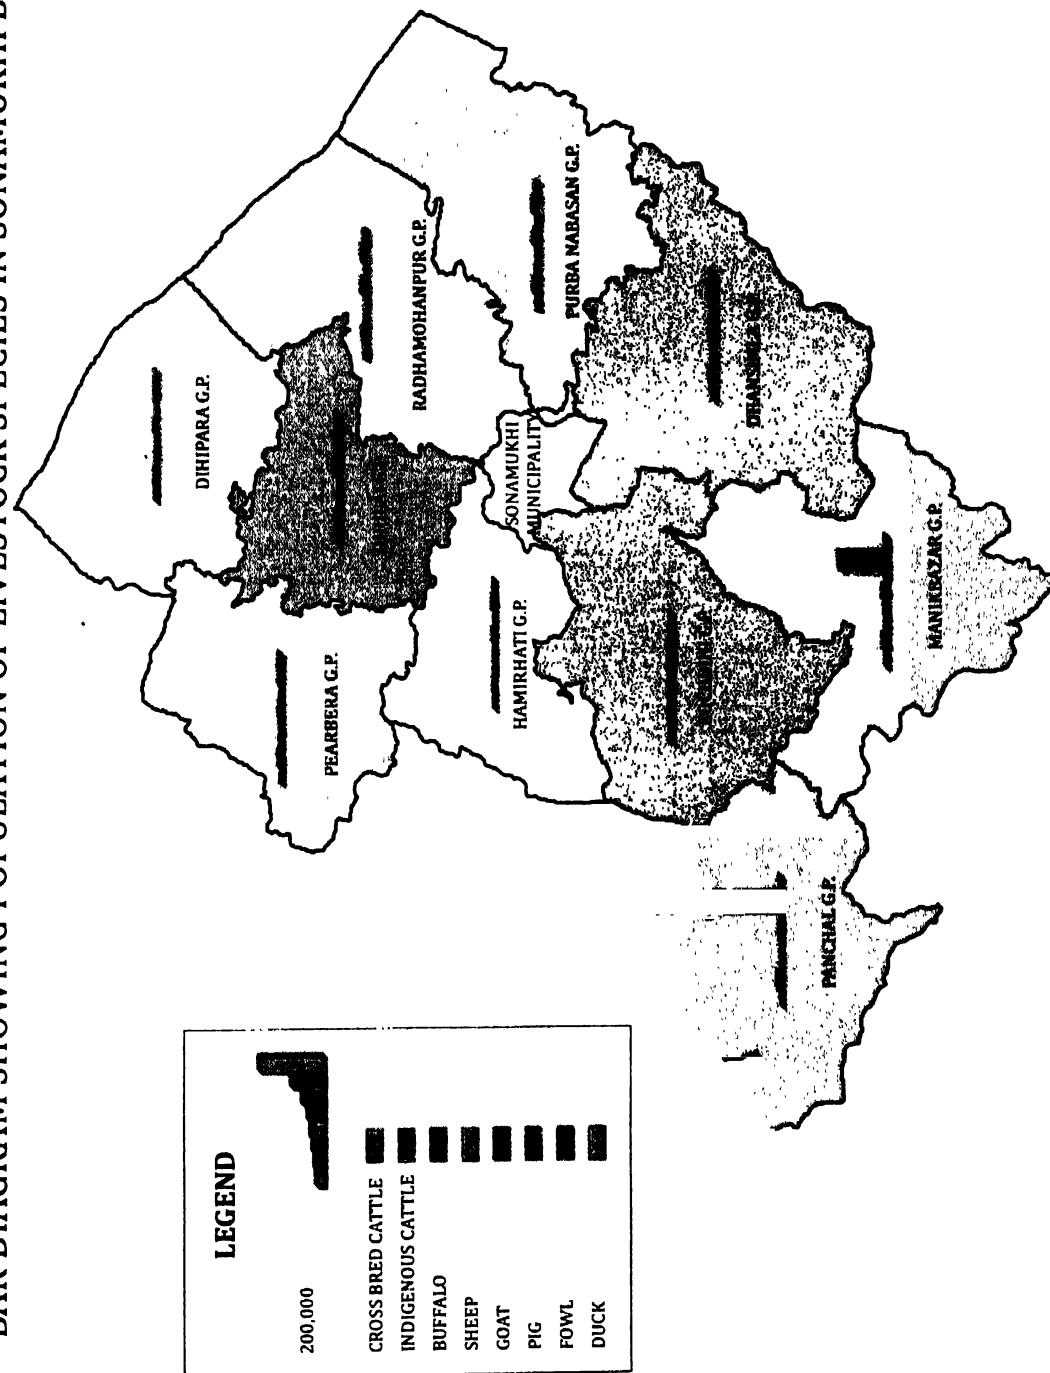 BAR DIAGRAM SHOWING POPULATION OF LIVESTOCK SPECIES IN SONAMUKHI
DIHIPARA G.P.
RADHAMOHANPUR G.P.
PURBA NABASAN G.P.
PEARBERA G.P.
HAMIRHATI G.P.
SONAMUKHI
MUNICIPALITY
DHANSIMLA G.P.
MANIKBAZAR G.P.
PANCHAL G.P.
LEGEND
200,000
CROSS BRED CATTLE
INDIGENOUS CATTLE
BUFFALO
SHEEP
GOAT
PIG
FOWL
DUCK